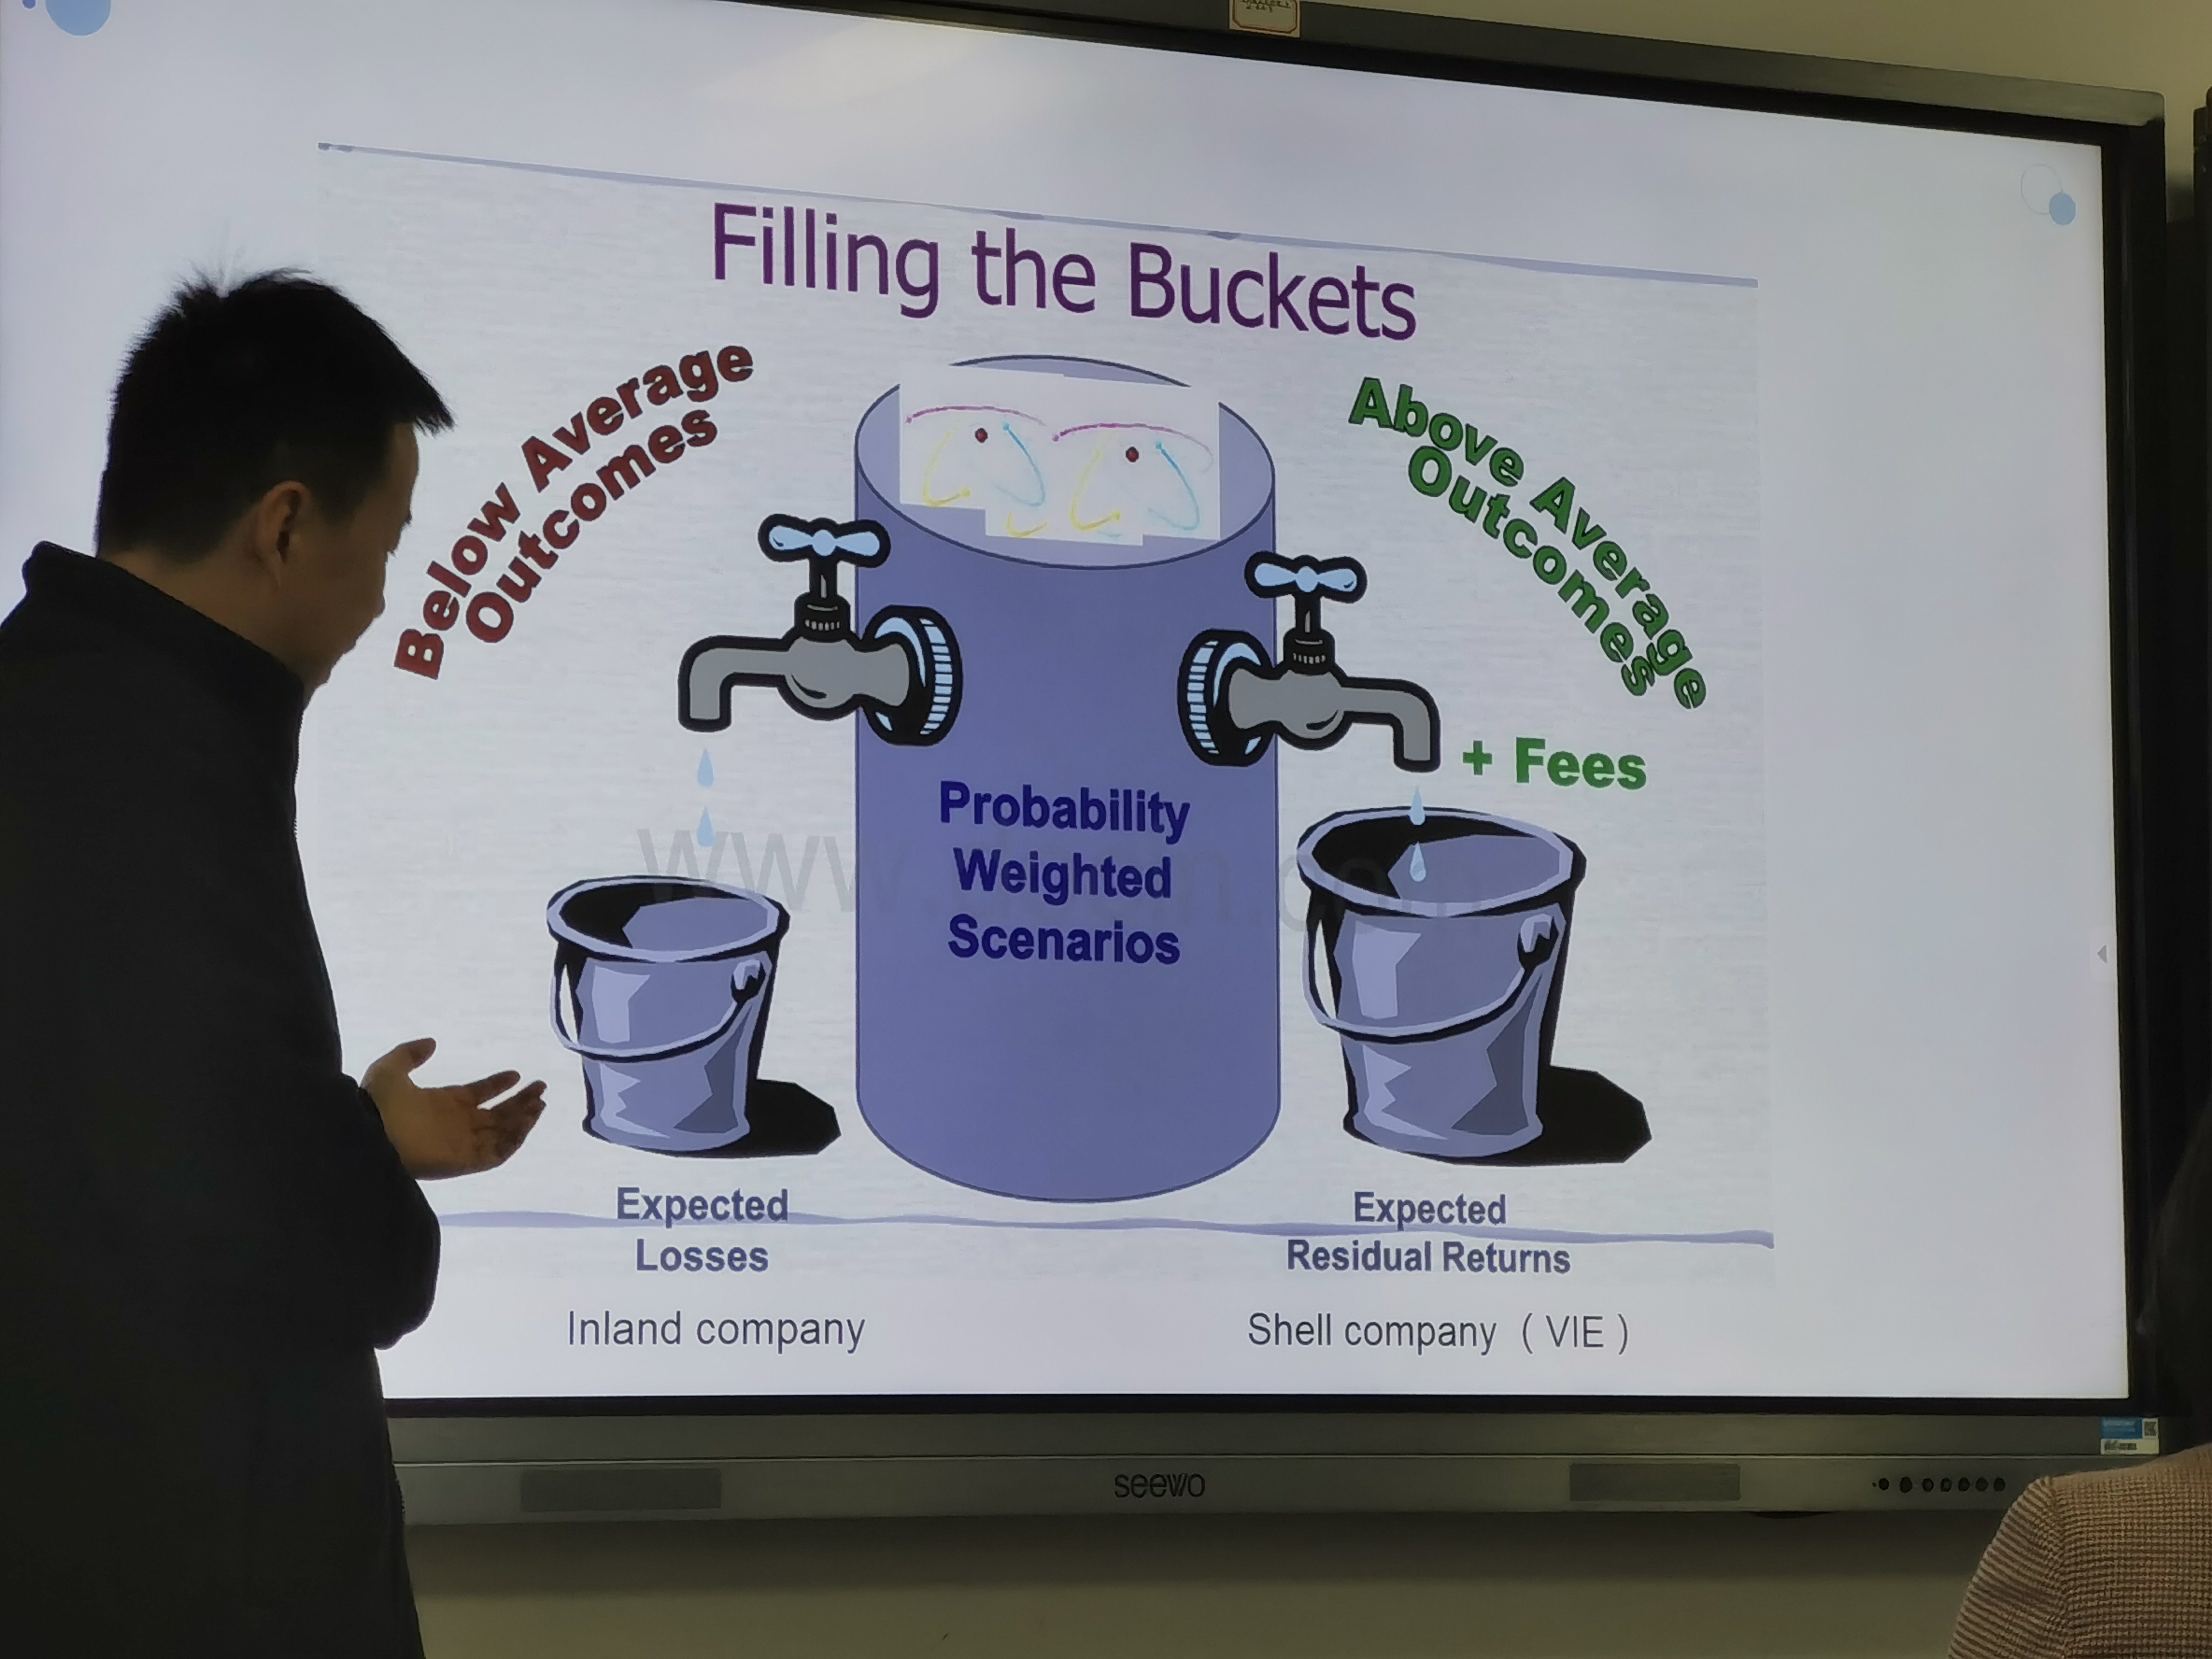 Filling the Buckets
Below Average
Outcomes
Above Average
Outcomes
+ Fees
Probability
Weighted
Scenarios
Expected
Losses
Expected
Residual Returns
Inland company
Shell company （ VIE ）
seewo